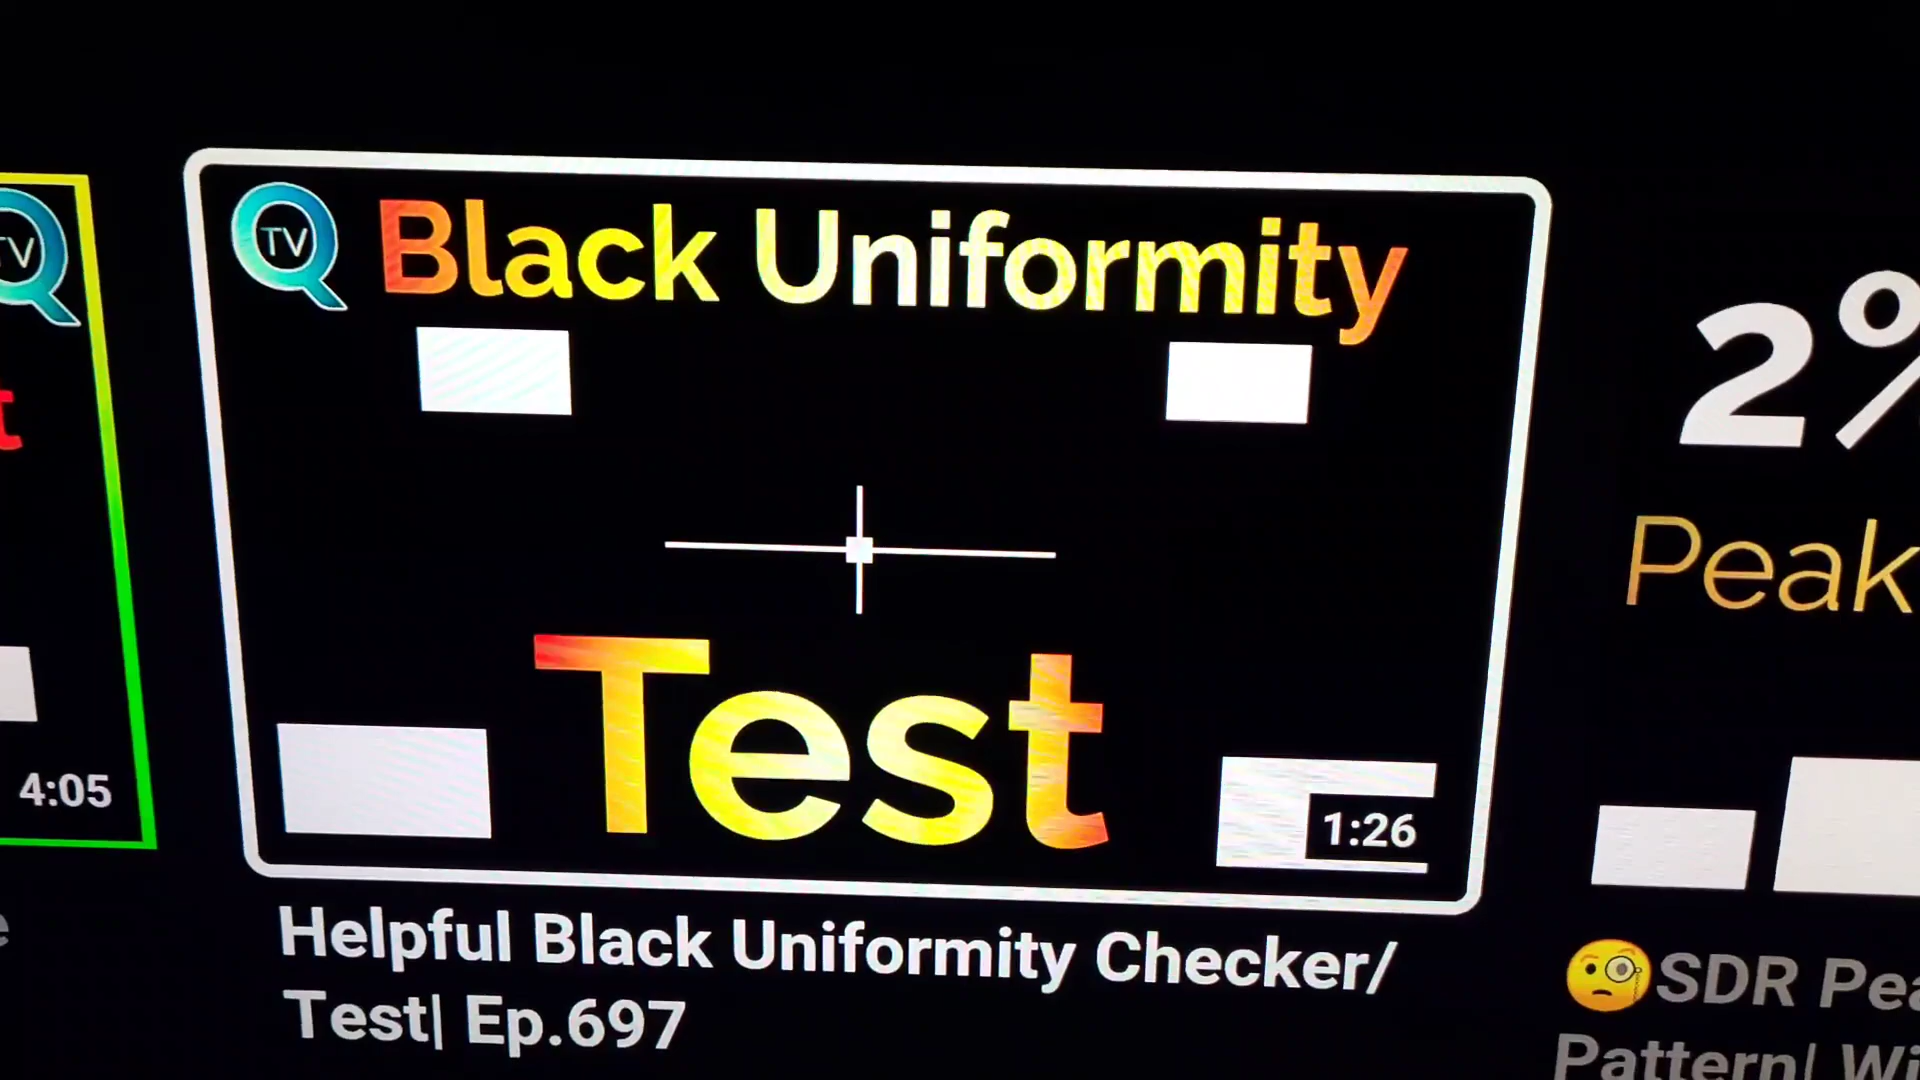 TV
t
4:05
TV
Black Uniformity
Test
1:26
Helpful Black Uniformity Checker/
Test| Ep.697
2%
Peak
SDR
Pattern|